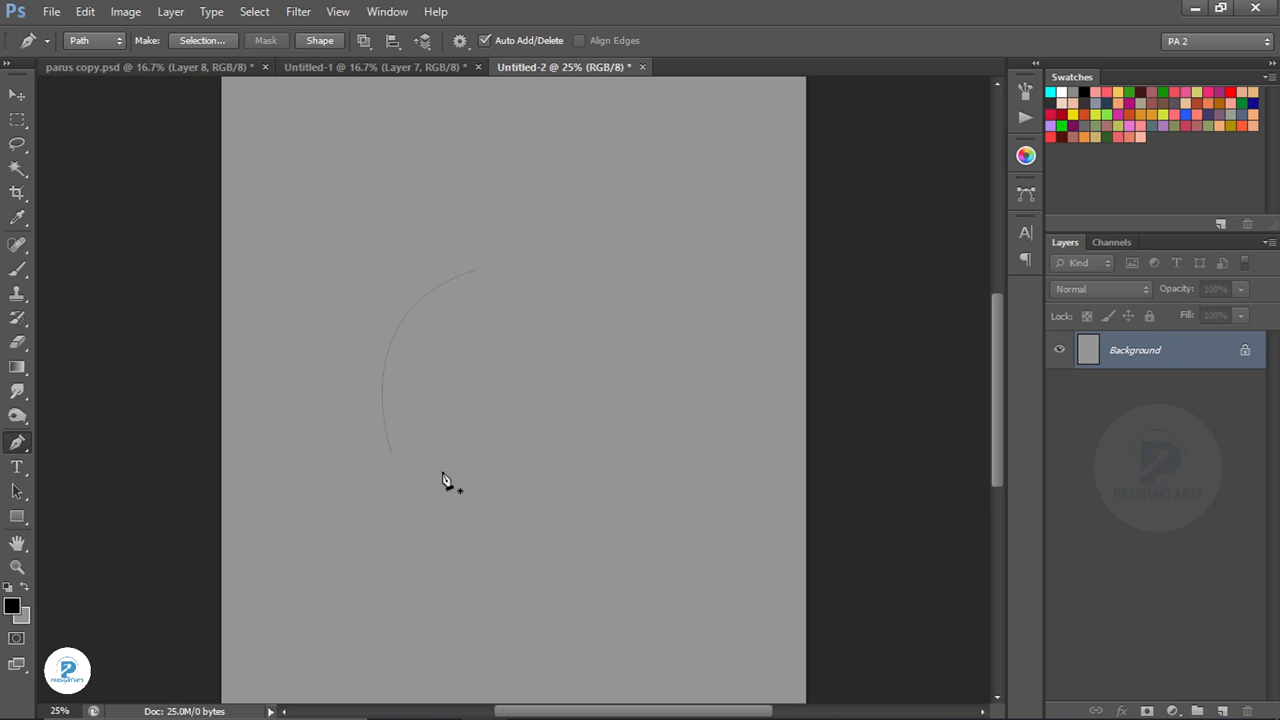 Ps File Edit Image Layer Type Select Filter View Window Help
Path Make: Selection... Mask Shape Auto Add/Delete Align Edges PA 2
parus copy.psd @ 16.7% (Layer 8, RGB/8) * × Untitled-1 @ 16.7% (Layer 7, RGB/8) * × Untitled-2 @ 25% (RGB/8) * ×
Swatches
Layers Channels
Kind
Normal Opacity: 100%
Lock: Fill: 100%
Background
PRASHANT ARTS
25% Doc: 25.0M/0 bytes